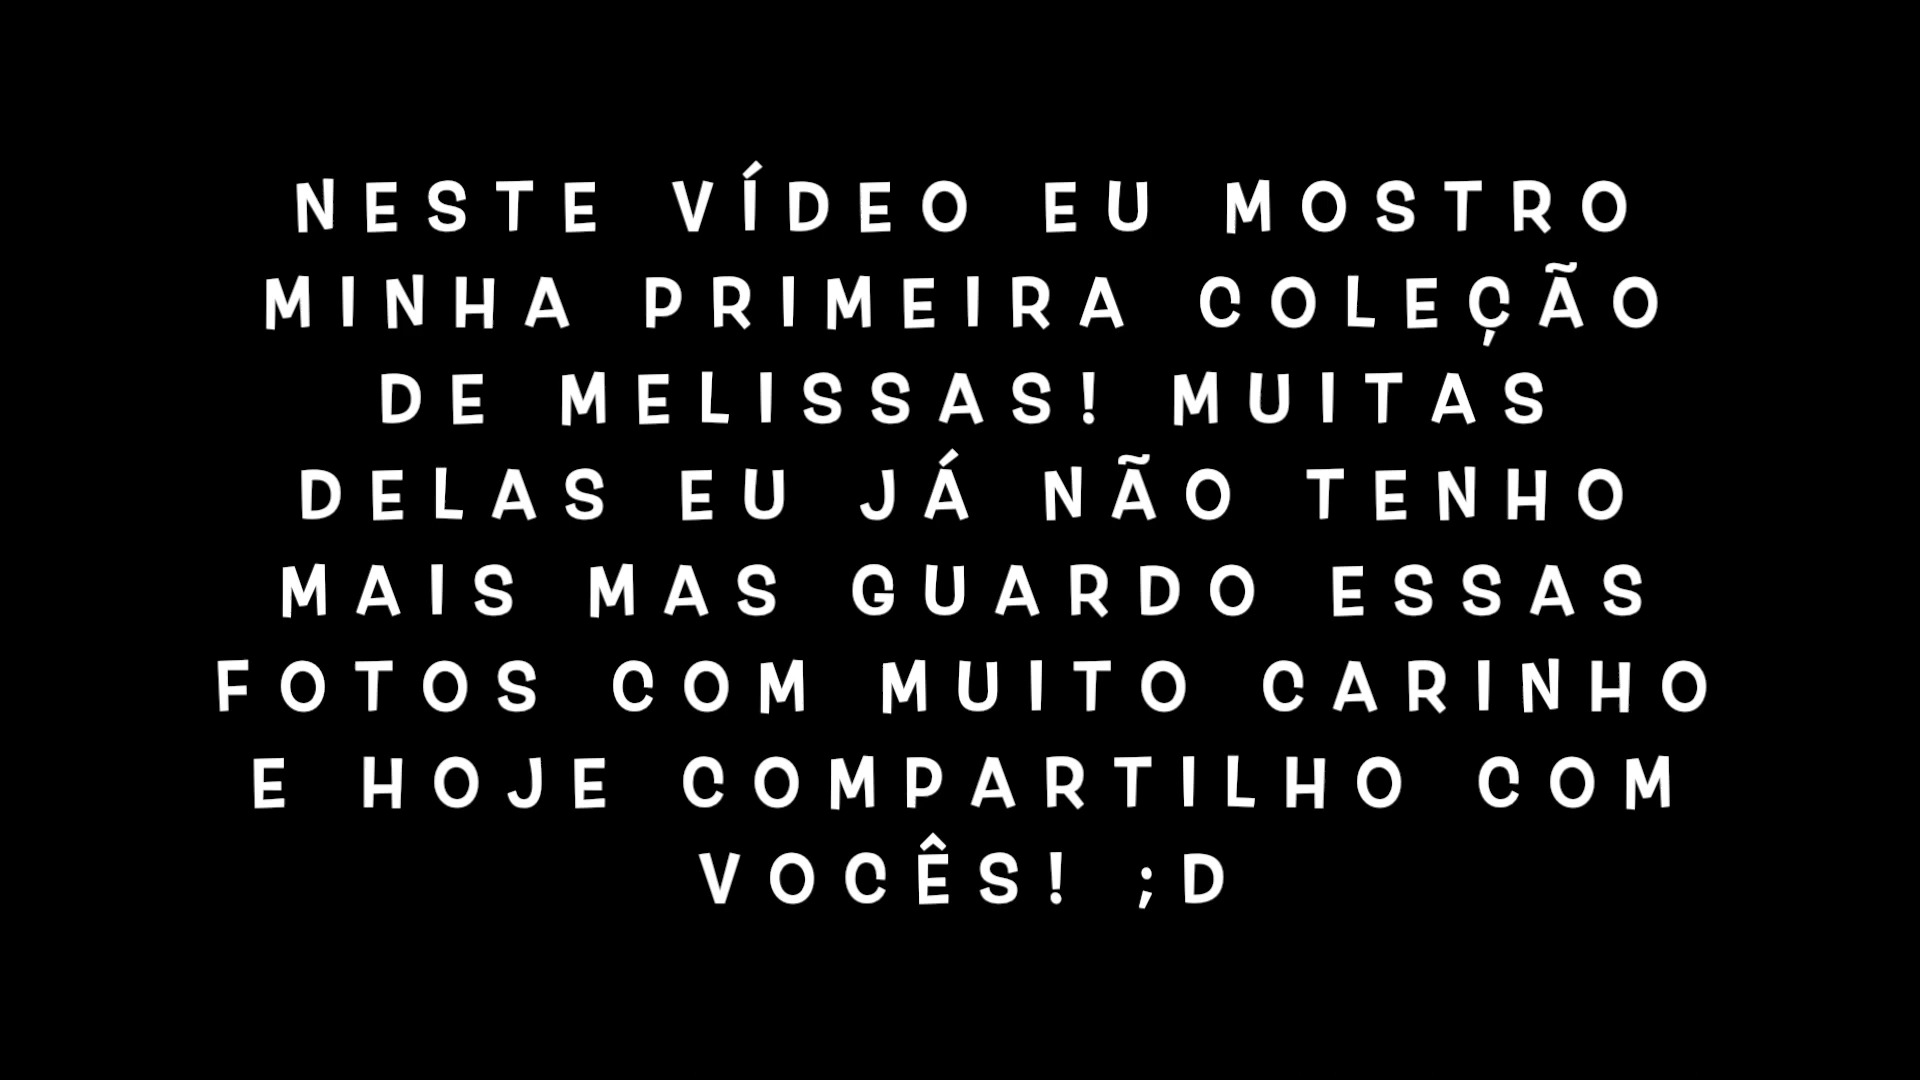 NESTE VÍDEO EU MOSTRO
MINHA PRIMEIRA COLEÇÃO
DE MELISSAS! MUITAS
DELAS EU JÁ NÃO TENHO
MAIS MAS GUARDO ESSAS
FOTOS COM MUITO CARINHO
E HOJE COMPARTILHO COM
VOCÊS! ;D